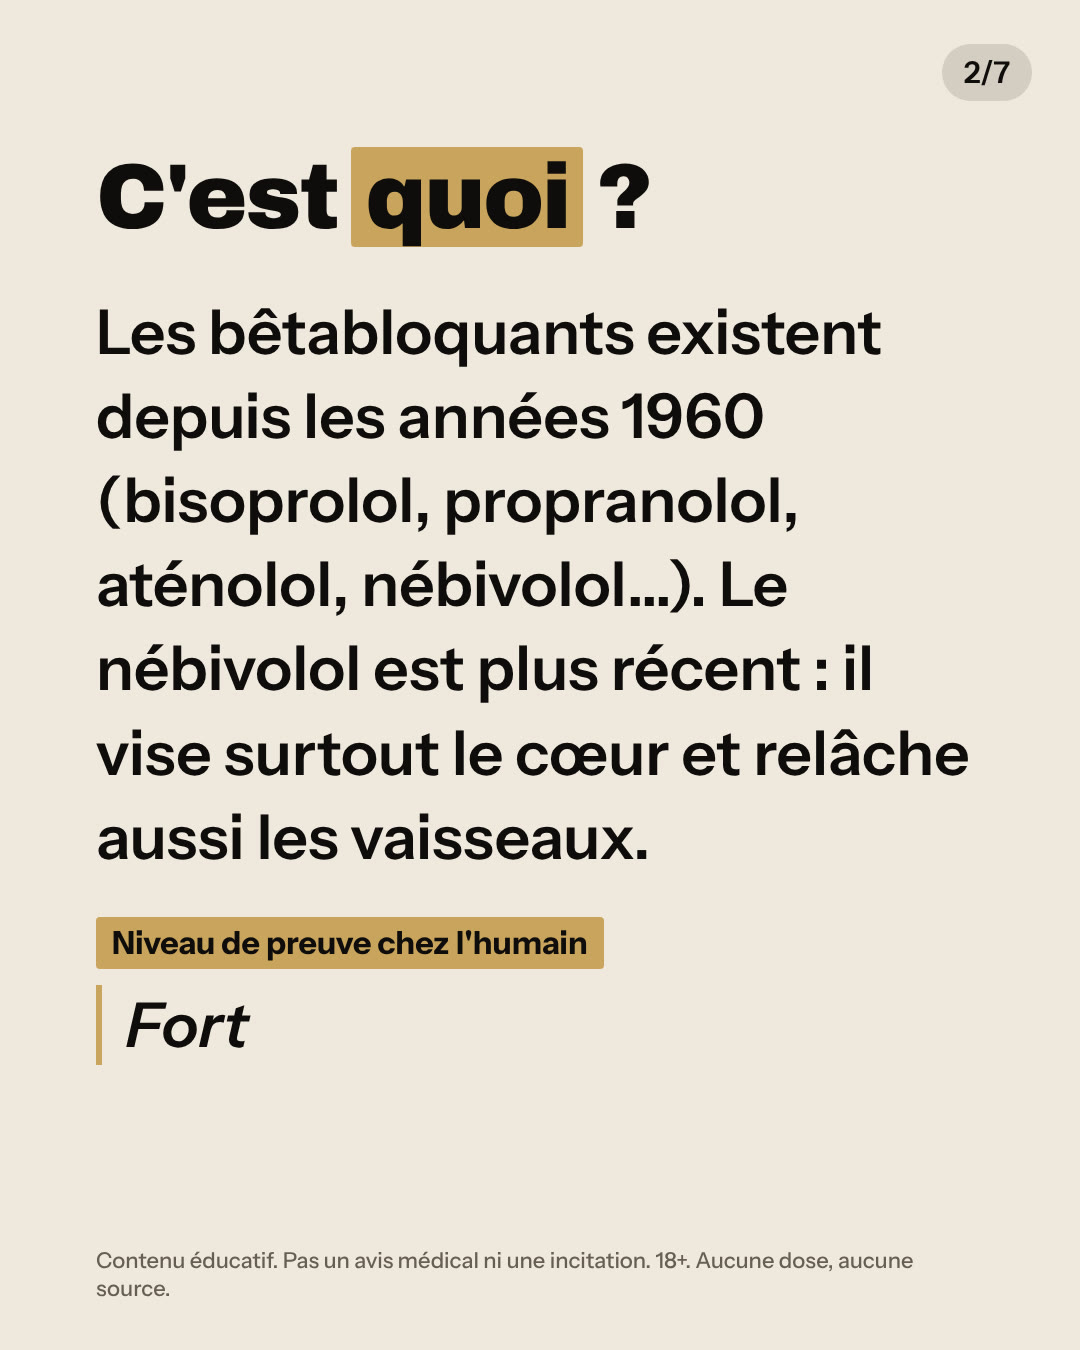 2/7
C'est quoi ?
Les bêtabloquants existent
depuis les années 1960
(bisoprolol, propranolol,
aténolol, nébivolol...). Le
nébivolol est plus récent : il
vise surtout le cœur et relâche
aussi les vaisseaux.
Niveau de preuve chez l'humain
Fort
Contenu éducatif. Pas un avis médical ni une incitation. 18+. Aucune dose, aucune
source.